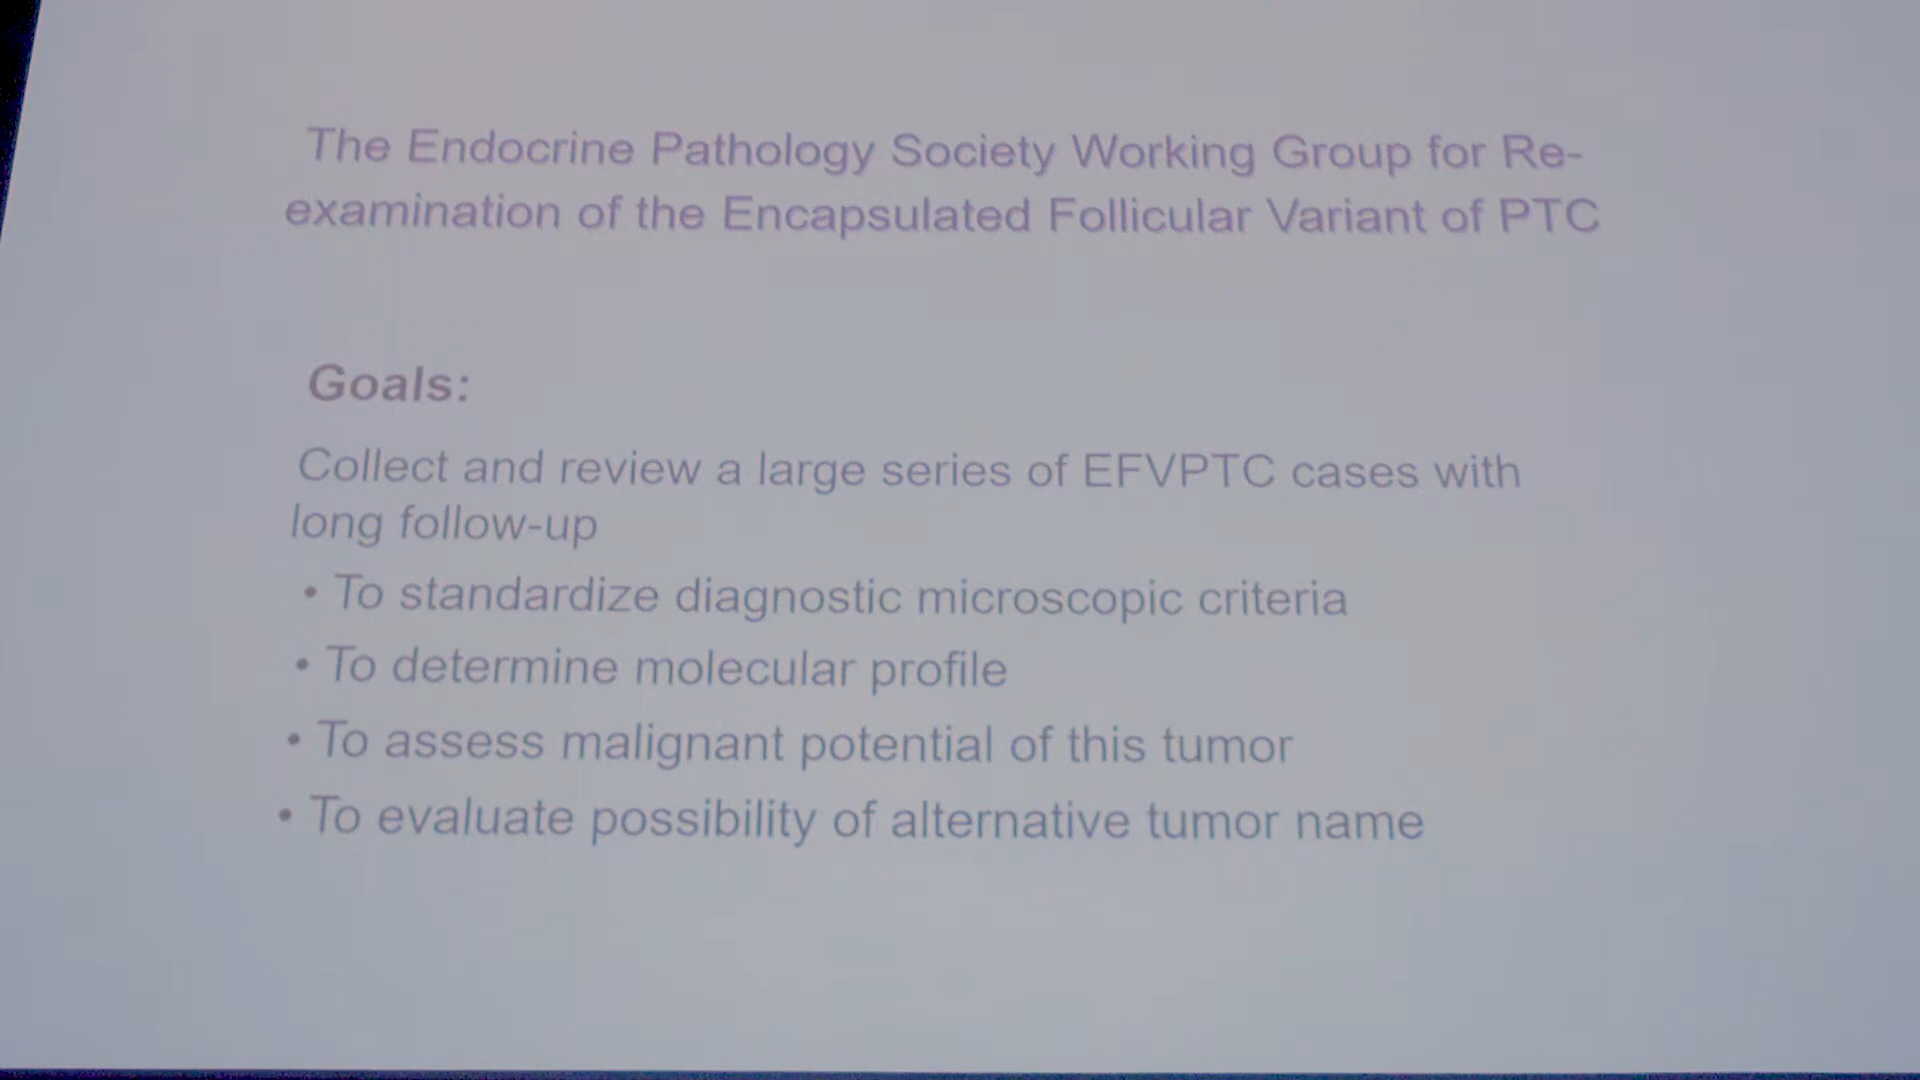 The Endocrine Pathology Society Working Group for Re-
examination of the Encapsulated Follicular Variant of PTC
Goals:
Collect and review a large series of EFVPTC cases with
long follow-up
• To standardize diagnostic microscopic criteria
• To determine molecular profile
• To assess malignant potential of this tumor
• To evaluate possibility of alternative tumor name